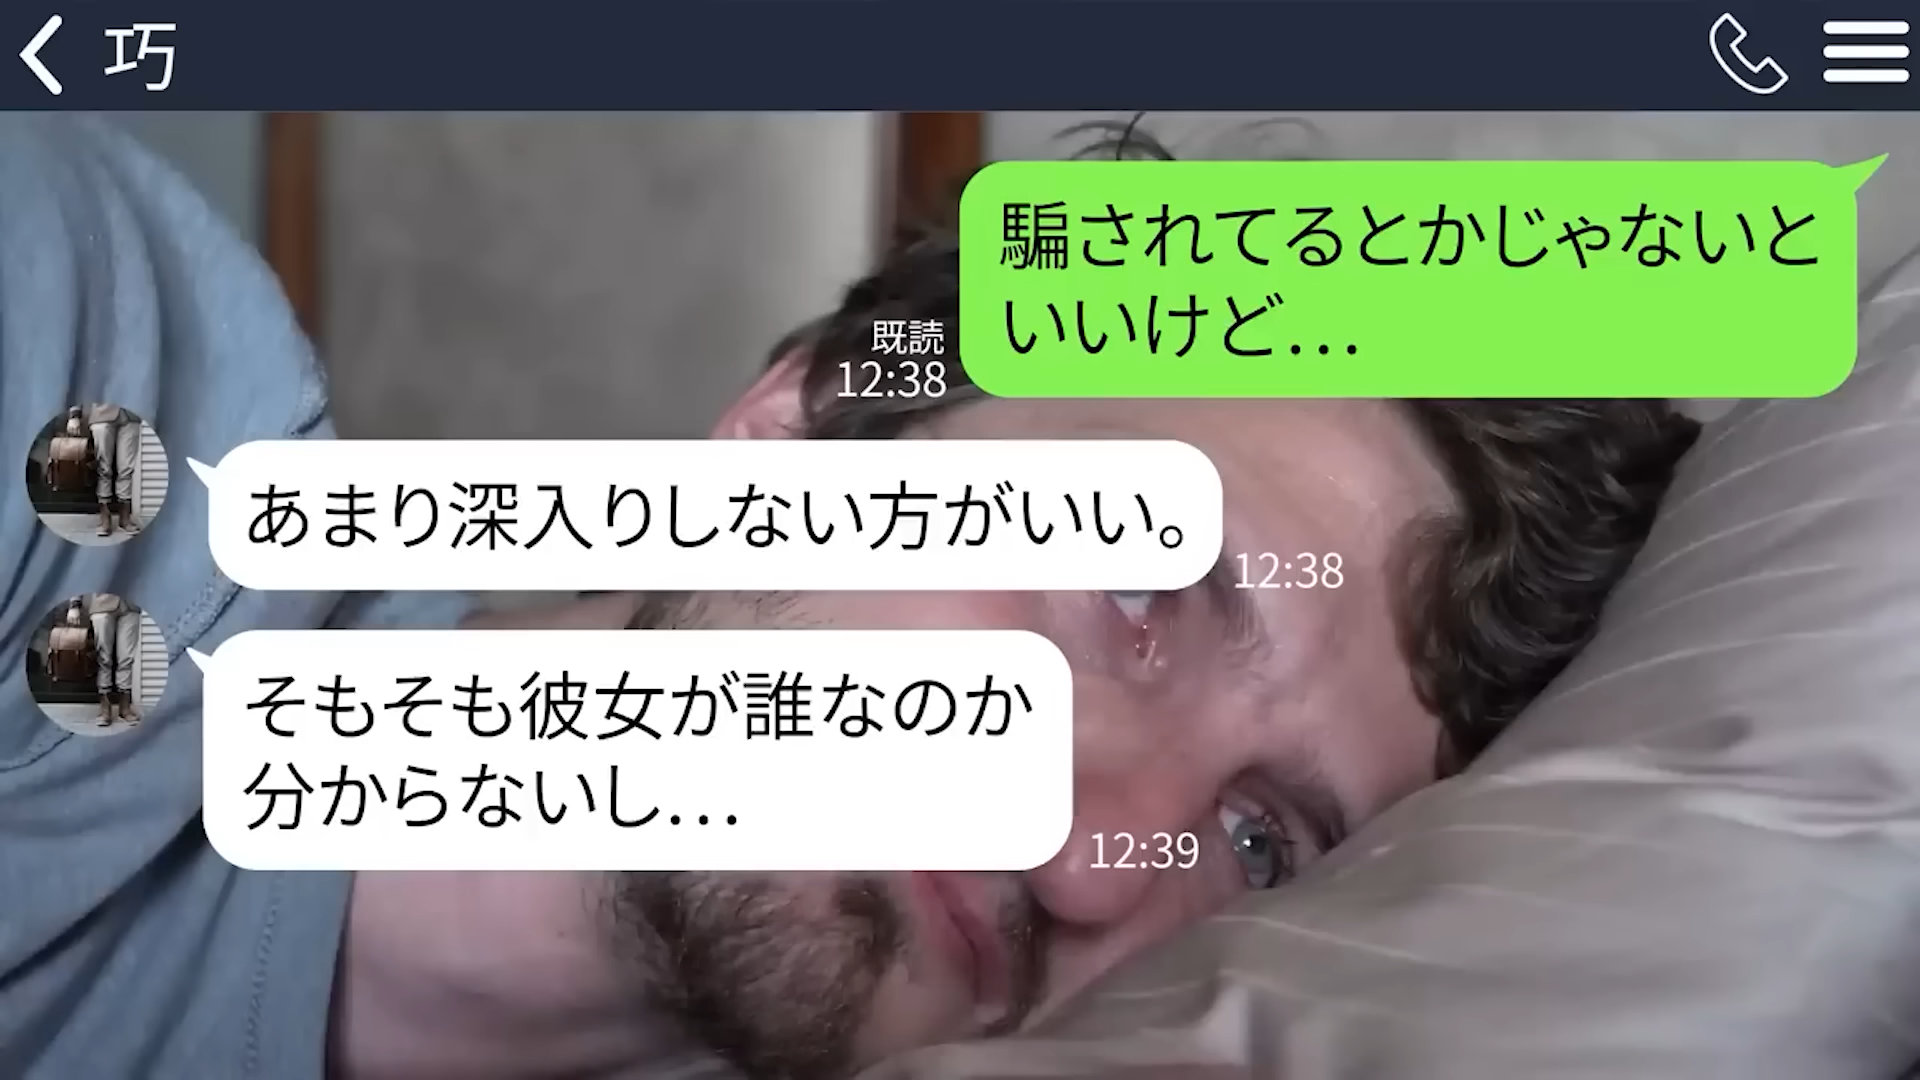 巧
騙されてるとかじゃないと
いいけど…
既読
12:38
あまり深入りしない方がいい。
12:38
そもそも彼女が誰なのか
分からないし…
12:39